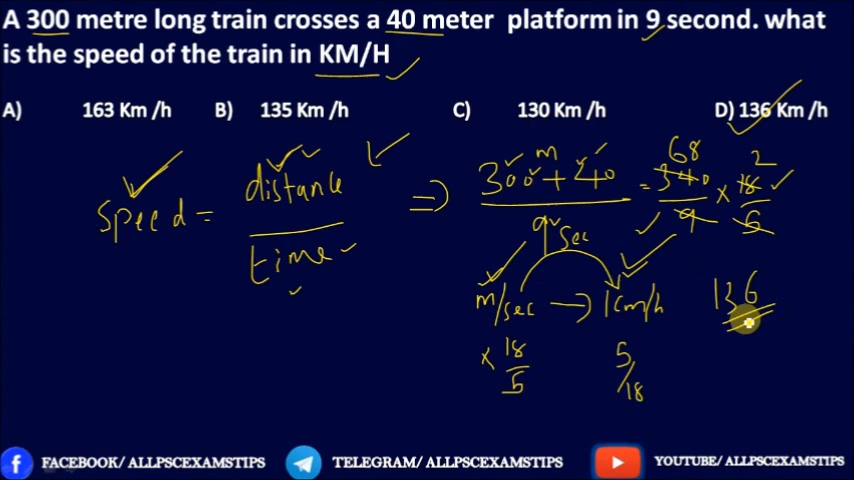 A 300 metre long train crosses a 40 meter platform in 9 second. what
is the speed of the train in KM/H
A) 163 Km /h B) 135 Km /h C) 130 Km /h D) 136 Km /h
Speed = distance / time ⇒ 300 m + 40 / 9 sec = 340 / 9 × 18 / 5
68 2
m/sec → Km/h 136
× 18/5 5/18
FACEBOOK/ ALLPSCEXAMSTIPS TELEGRAM/ ALLPSCEXAMSTIPS YOUTUBE/ ALLPSCEXAMSTIPS